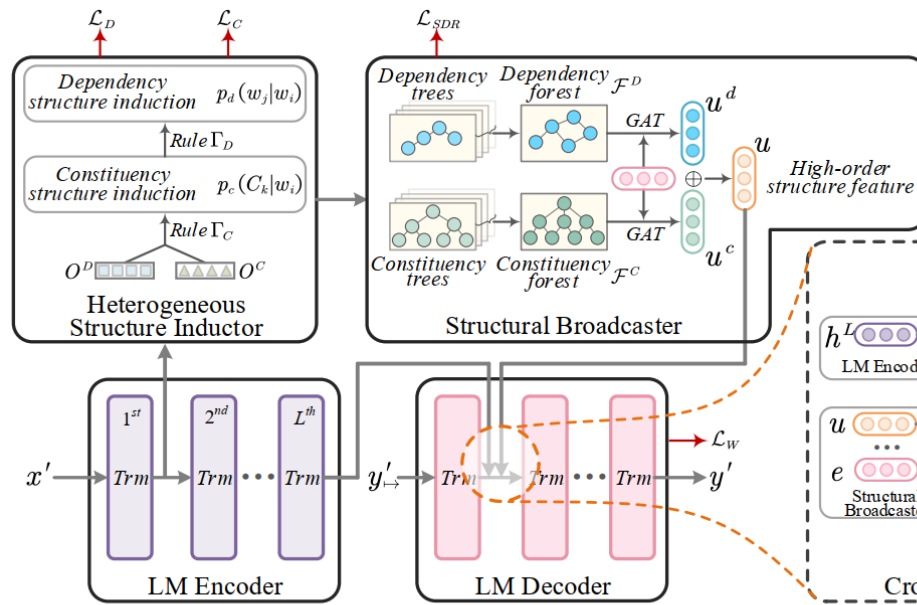 ℒ_D
ℒ_C
ℒ_SDR
Dependency
structure induction
p_d(w_j|w_i)
Rule Γ_D
Constituency
structure induction
p_c(C_k|w_i)
Rule Γ_C
O^D
O^C
Heterogeneous
Structure Inductor
Dependency
trees
Dependency
forest
ℱ^D
GAT
u^d
u
⊕
High-order
structure feature
GAT
u^c
Constituency
trees
Constituency
forest
ℱ^C
Structural Broadcaster
1^st
2^nd
L^th
x'
Trm
Trm
•••
Trm
LM Encoder
y'↦
Trm
Trm
•••
Trm
y'
ℒ_W
LM Decoder
h^L
LM Encod
u
•••
e
Structural
Broadcaste
Cro